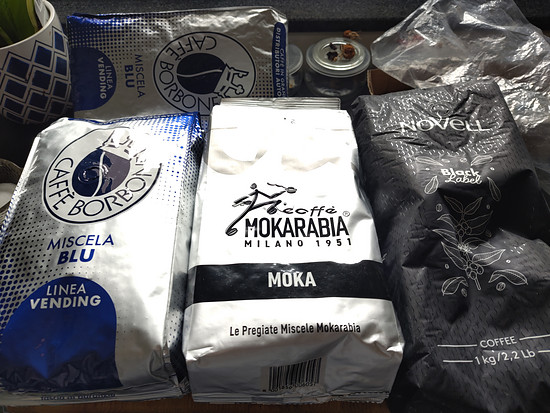 CAFFÈ BORBONE
MISCELA
BLU
LINEA
VENDING
CAFFÈ BORBONE
MISCELA
BLU
LINEA
VENDING
caffè
MOKARABIA®
MILANO 1951
MOKA
Le Pregiate Miscele Mokarabia
NOVELL
Black
Label
COFFEE
1 kg/2,2 Lb